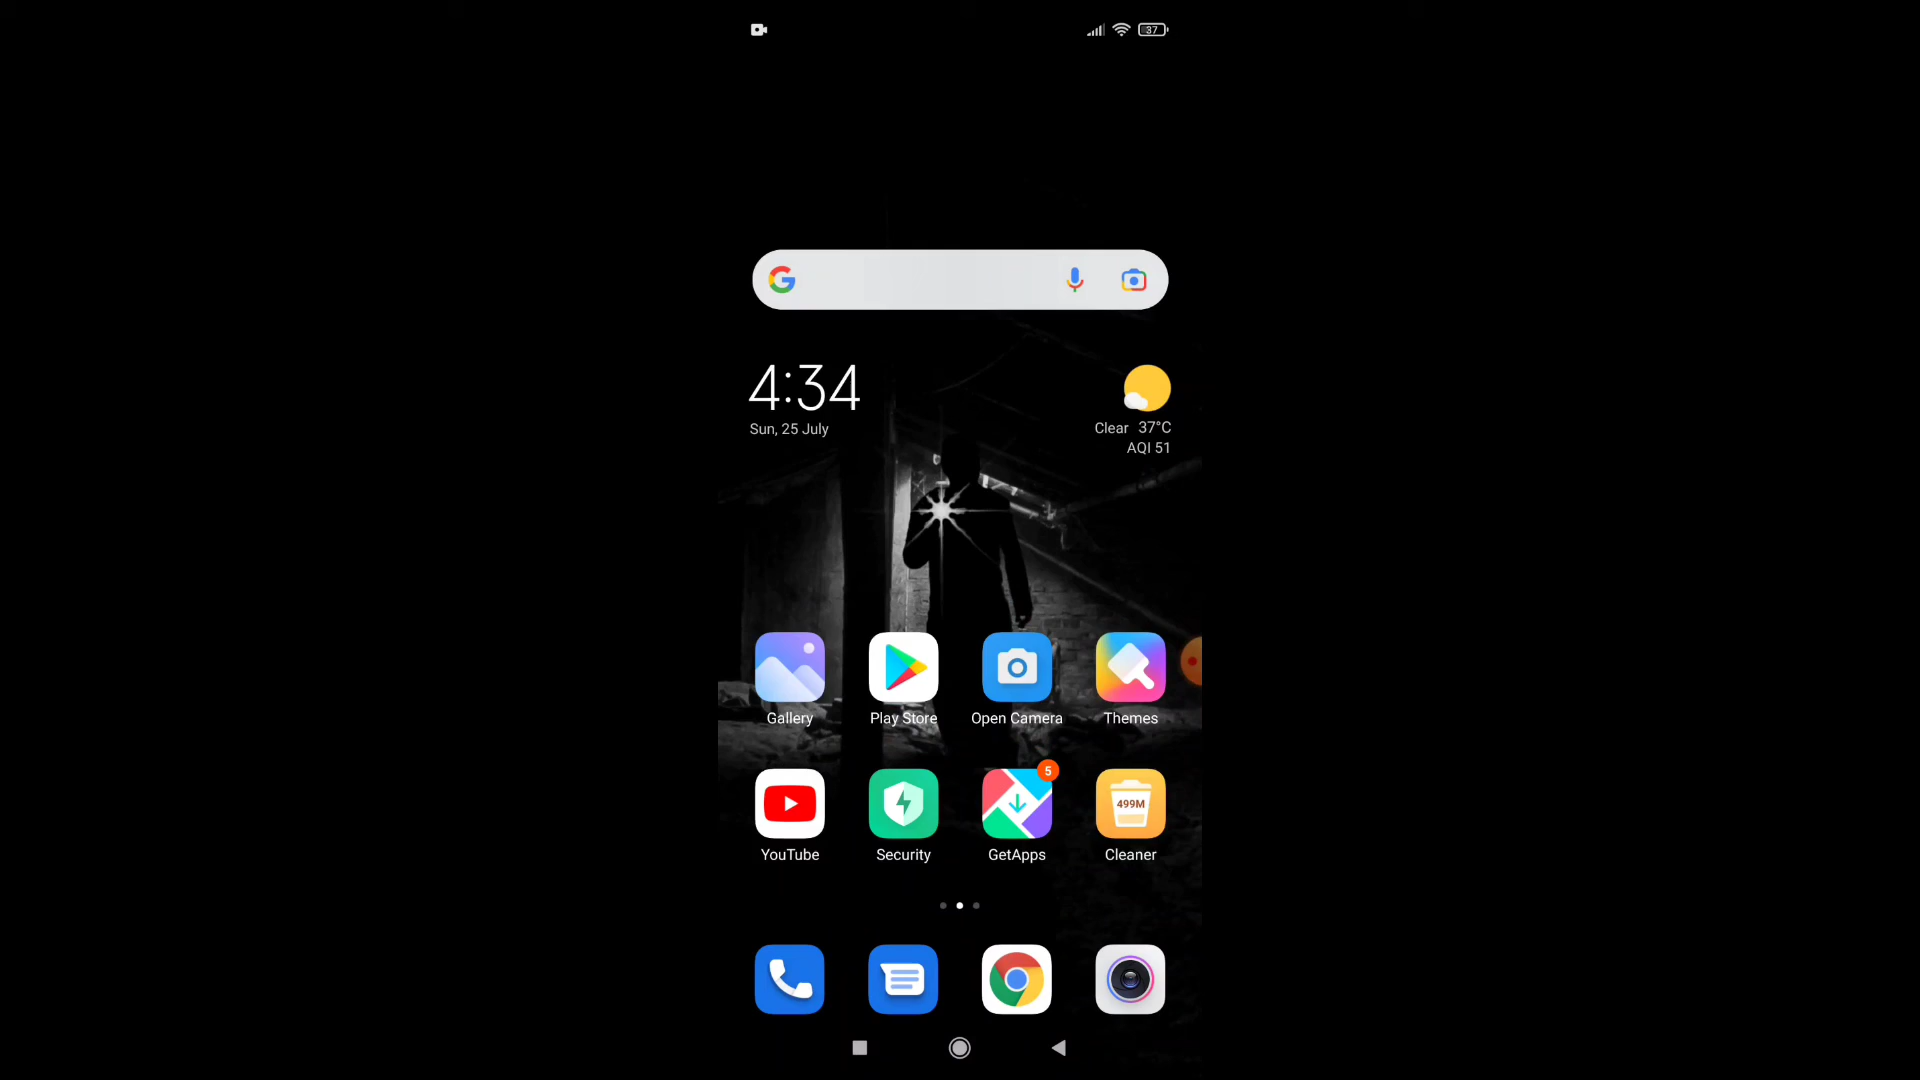 37
4:34
Sun, 25 July
Clear 37°C
AQI 51
Gallery
Play Store
Open Camera
Themes
5
499M
YouTube
Security
GetApps
Cleaner